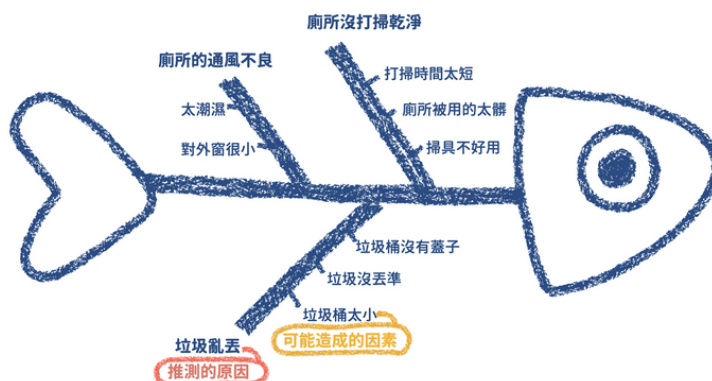 廁所沒打掃乾淨
廁所的通風不良
打掃時間太短
太潮濕
廁所被用的太髒
對外窗很小
掃具不好用
垃圾桶沒有蓋子
垃圾沒丟準
垃圾桶太小
垃圾亂丟
可能造成的因素
推測的原因